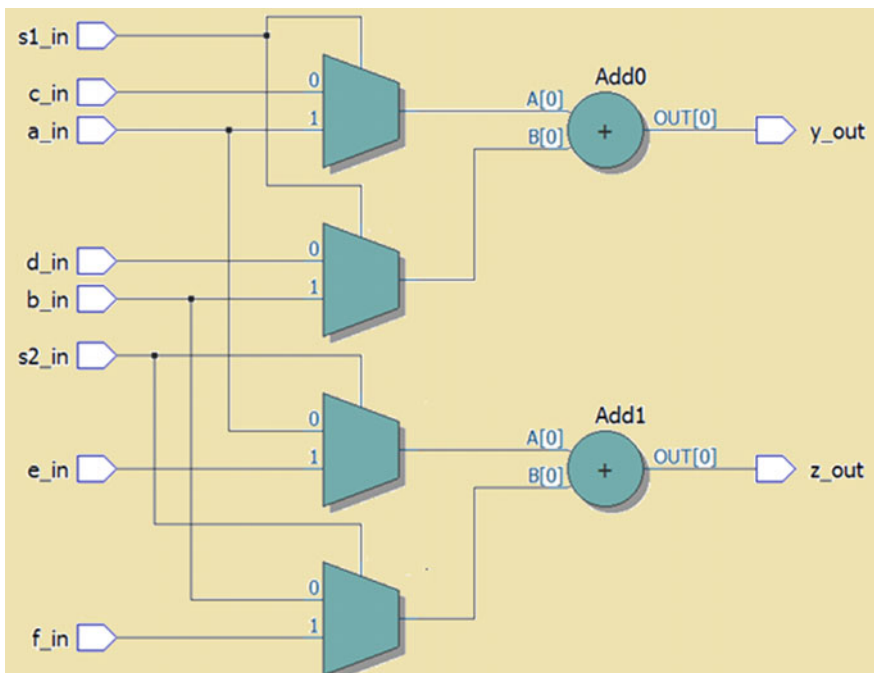 s1_in
c_in 0
a_in 1
A[0] Add0
B[0] + OUT[0] y_out
d_in 0
b_in 1
s2_in
0
e_in 1
A[0] Add1
B[0] + OUT[0] z_out
0
f_in 1